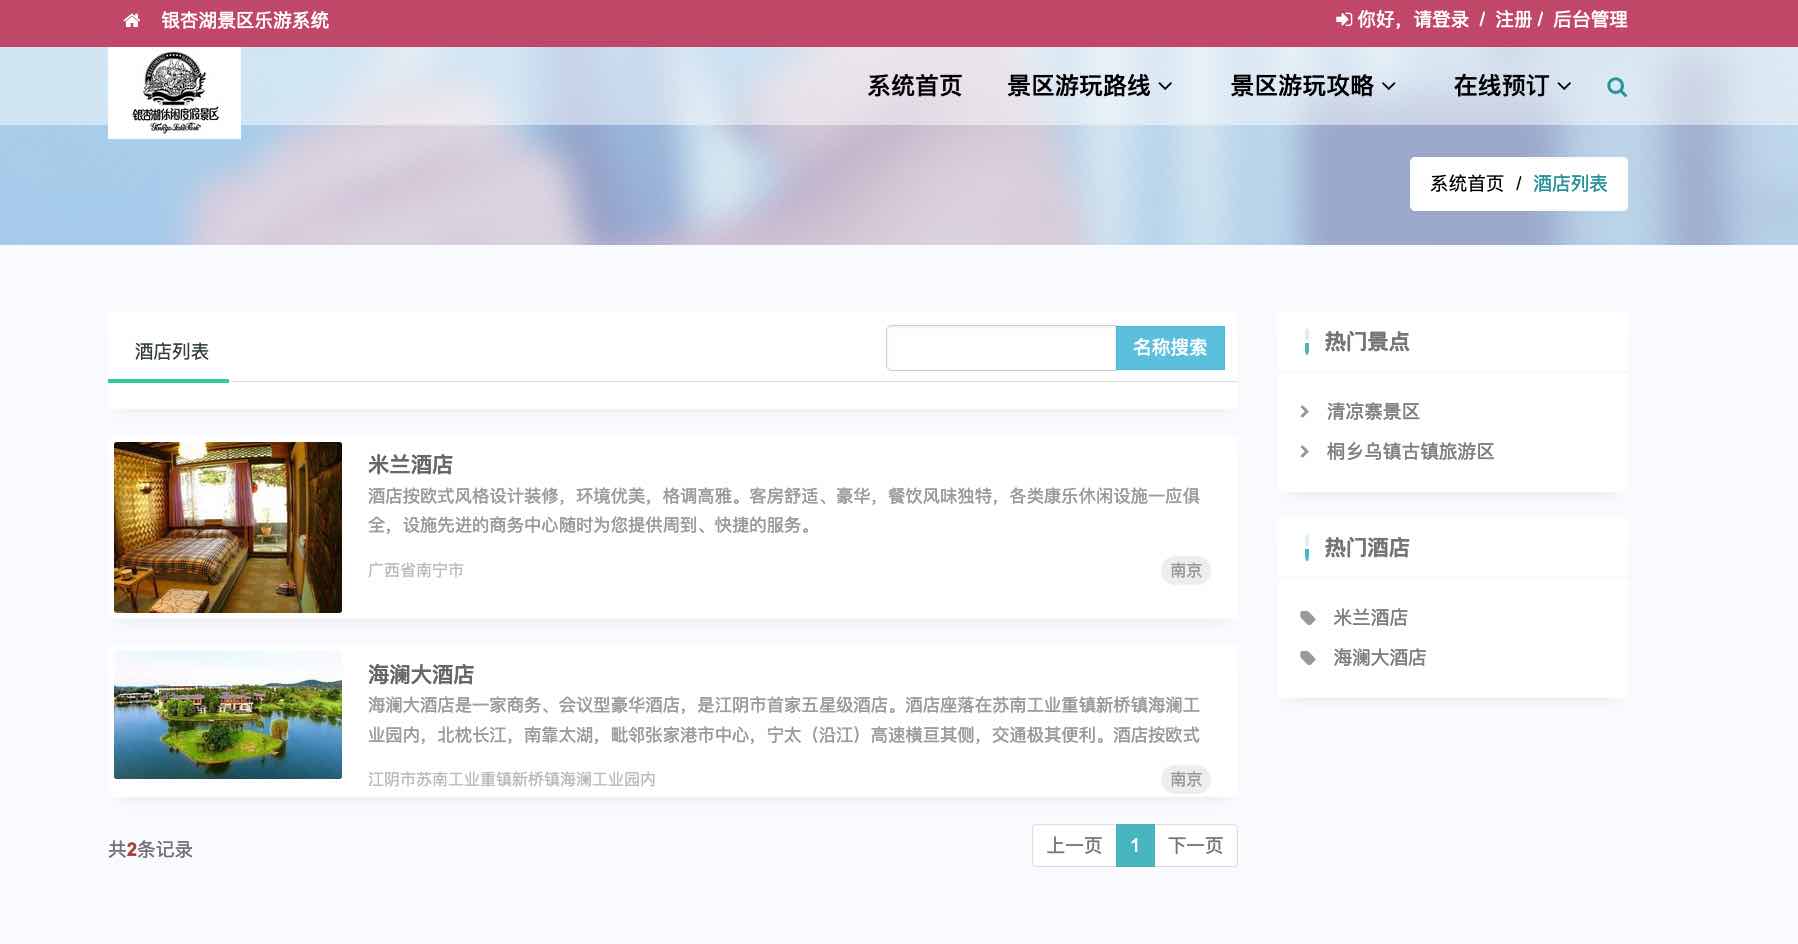 银杏湖景区乐游系统
你好，请登录 / 注册 / 后台管理
银杏湖休闲度假景区
系统首页 景区游玩路线 景区游玩攻略 在线预订
系统首页 / 酒店列表
酒店列表
名称搜索
米兰酒店
酒店按欧式风格设计装修，环境优美，格调高雅。客房舒适、豪华，餐饮风味独特，各类康乐休闲设施一应俱
全，设施先进的商务中心随时为您提供周到、快捷的服务。
广西省南宁市
南京
海澜大酒店
海澜大酒店是一家商务、会议型豪华酒店，是江阴市首家五星级酒店。酒店座落在苏南工业重镇新桥镇海澜工
业园内，北枕长江，南靠太湖，毗邻张家港市中心，宁太（沿江）高速横亘其侧，交通极其便利。酒店按欧式
江阴市苏南工业重镇新桥镇海澜工业园内
南京
共2条记录
上一页 1 下一页
热门景点
清凉寨景区
桐乡乌镇古镇旅游区
热门酒店
米兰酒店
海澜大酒店